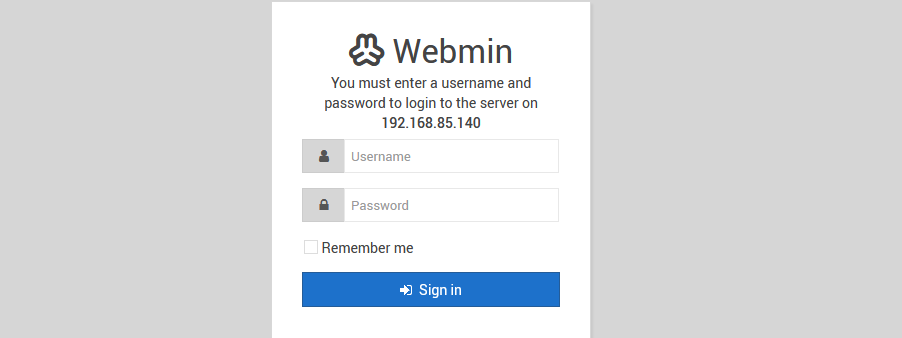 Webmin
You must enter a username and
password to login to the server on
192.168.85.140
Username
Password
Remember me
Sign in